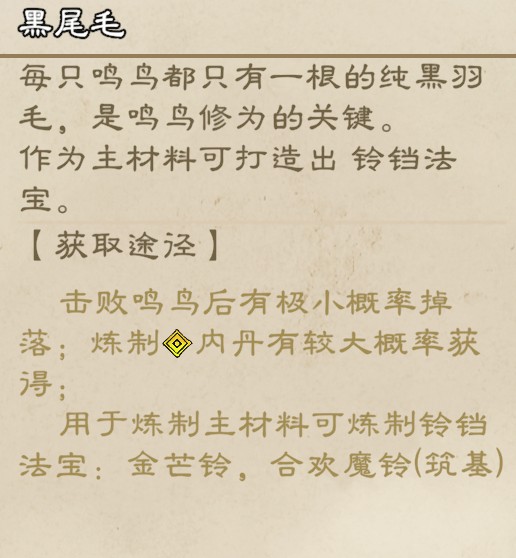 黑尾毛
每只鸣鸟都只有一根的纯黑羽
毛，是鸣鸟修为的关键。
作为主材料可打造出 铃铛法
宝。
【获取途径】
击败鸣鸟后有极小概率掉
落；炼制内丹有较大概率获
得；
用于炼制主材料可炼制铃铛
法宝：金芒铃，合欢魔铃(筑基)